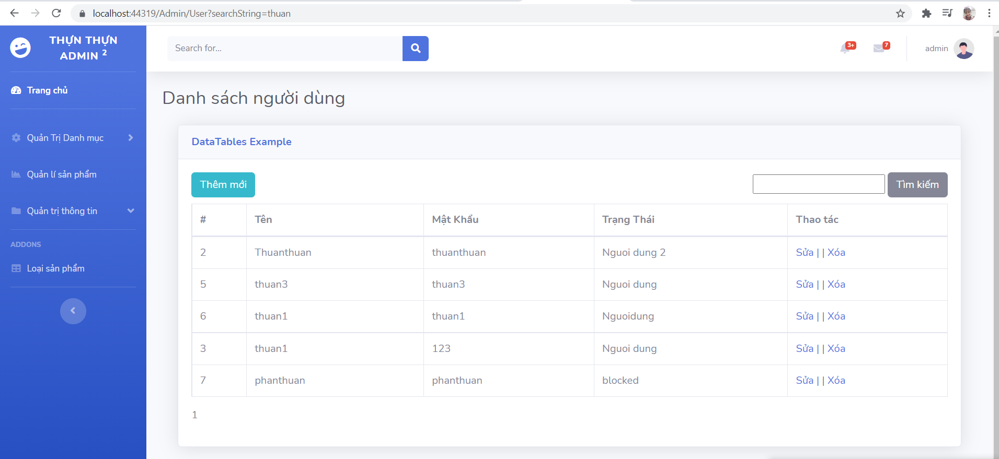 localhost:44319/Admin/User?searchString=thuan
THỰN THỰN
ADMIN 2
Search for...
3+
7
admin
Trang chủ
Quản Trị Danh mục
Quản lí sản phẩm
Quản trị thông tin
ADDONS
Loại sản phẩm
Danh sách người dùng
DataTables Example
Thêm mới
Tìm kiếm
# Tên Mật Khẩu Trạng Thái Thao tác
2 Thuanthuan thuanthuan Nguoi dung 2 Sửa | | Xóa
5 thuan3 thuan3 Nguoi dung Sửa | | Xóa
6 thuan1 thuan1 Nguoidung Sửa | | Xóa
3 thuan1 123 Nguoi dung Sửa | | Xóa
7 phanthuan phanthuan blocked Sửa | | Xóa
1